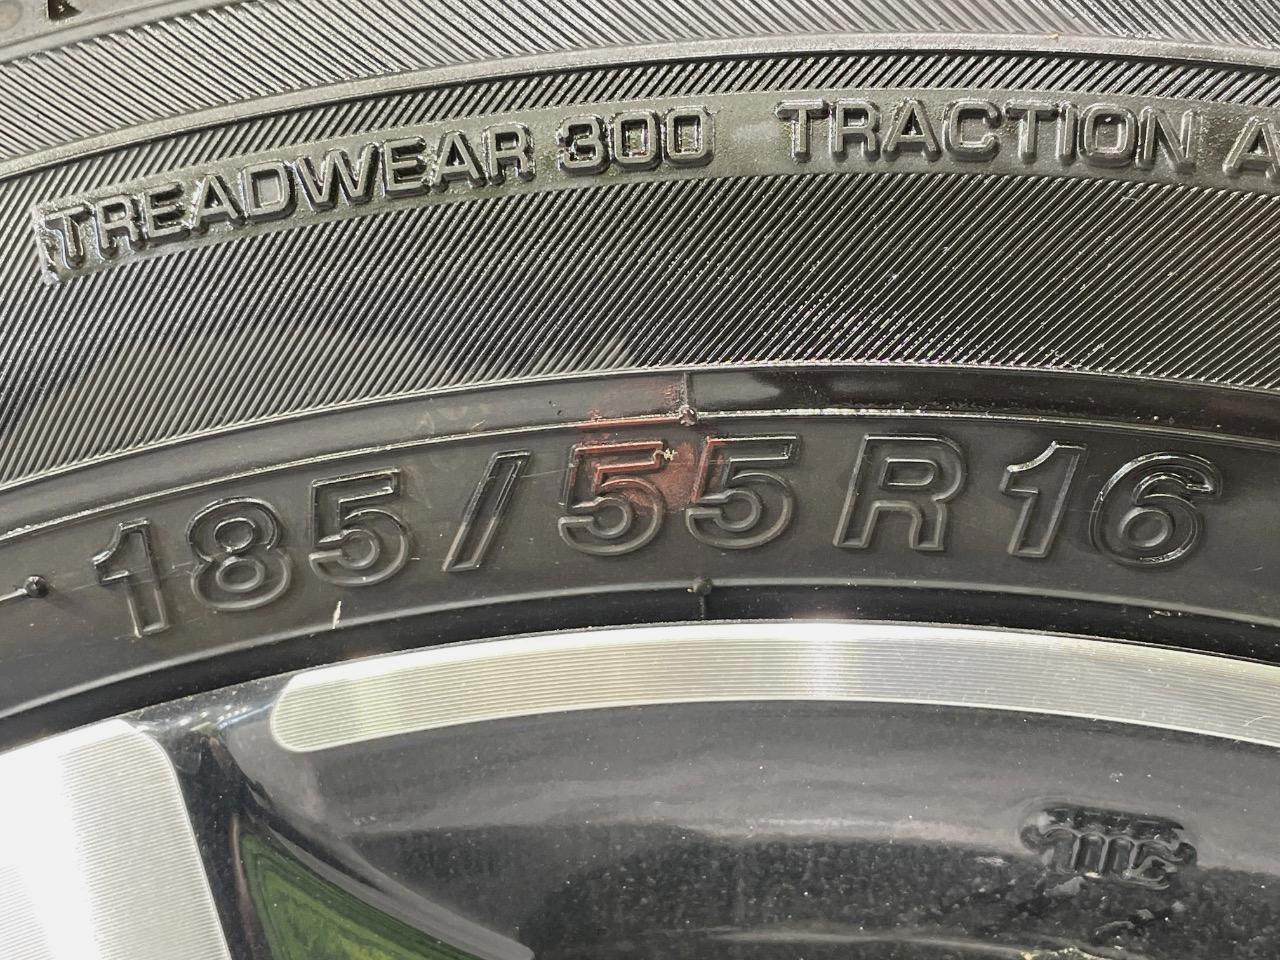 TREADWEAR 300 TRACTION A
185/55R16